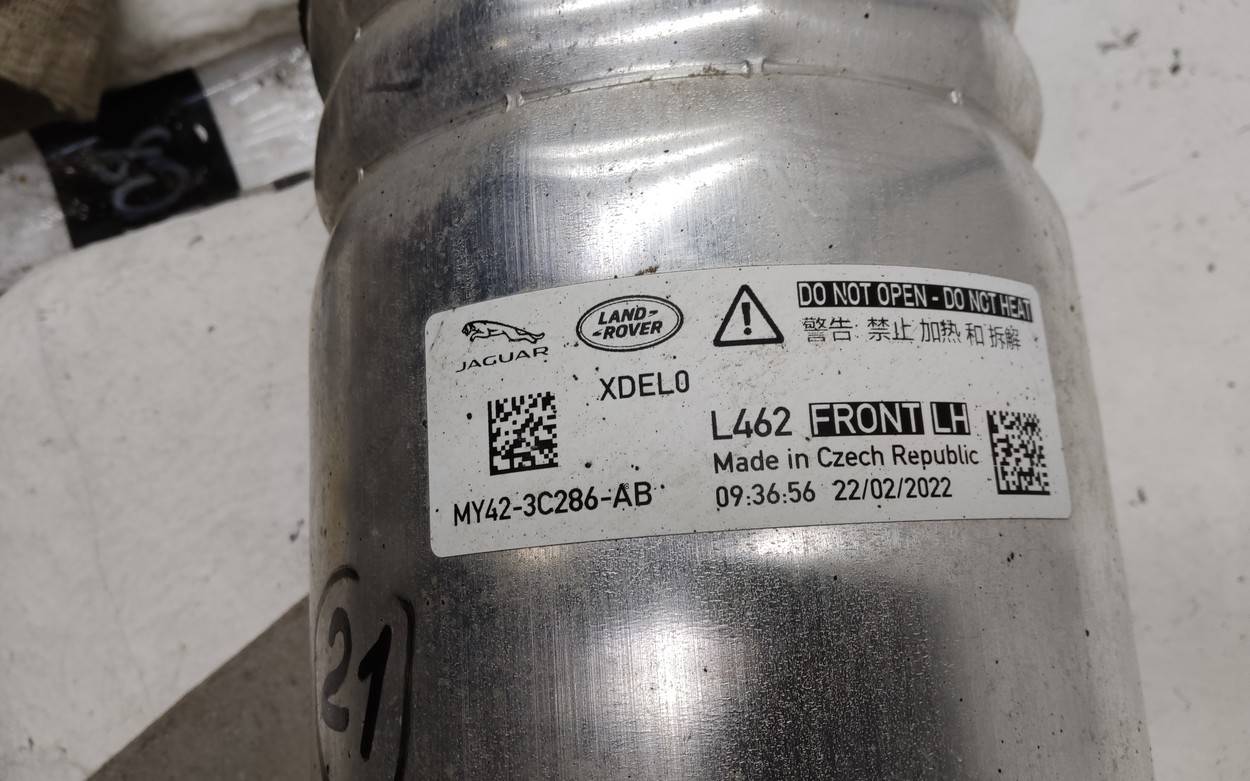 JAGUAR
LAND-
-ROVER
!
DO NOT OPEN - DO NOT HEAT
警告: 禁止 加热 和 拆解
XDEL0
L462 FRONT LH
Made in Czech Republic
MY42-3C286-AB
09:36:56 22/02/2022
21